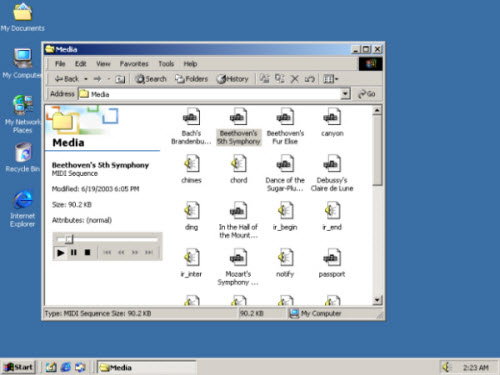 My Documents
My Computer
My Network
Places
Recycle Bin
Internet
Explorer
Media
File Edit View Favorites Tools Help
Back Search Folders History
Address Media Go
Media
Beethoven's 5th Symphony
MIDI Sequence
Modified: 6/19/2003 6:05 PM
Size: 90.2 KB
Attributes: (normal)
Bach's
Brandenbu...
Beethoven's
5th Symphony
Beethoven's
Fur Elise
canyon
chimes
chord
Dance of the
Sugar-Plu...
Debussy's
Claire de Lune
ding
In the Hall of
the Mount...
ir_begin
ir_end
ir_inter
Mozart's
Symphony ...
notify
passport
Type: MIDI Sequence Size: 90.2 KB 90.2 KB My Computer
Start Media 2:23 AM